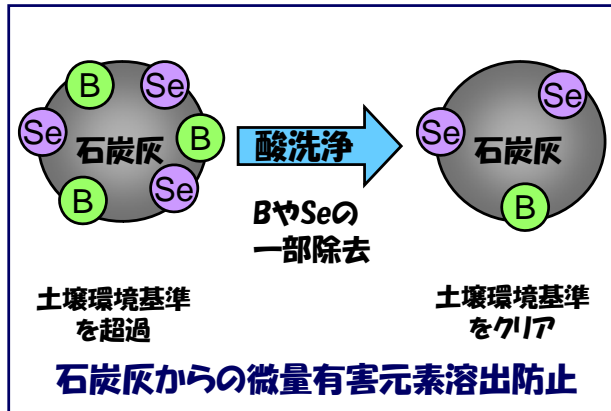 B
Se
Se
石炭灰
B
B
Se
土壌環境基準
を超過
酸洗浄
BやSeの
一部除去
Se
Se
石炭灰
B
土壌環境基準
をクリア
石炭灰からの微量有害元素溶出防止